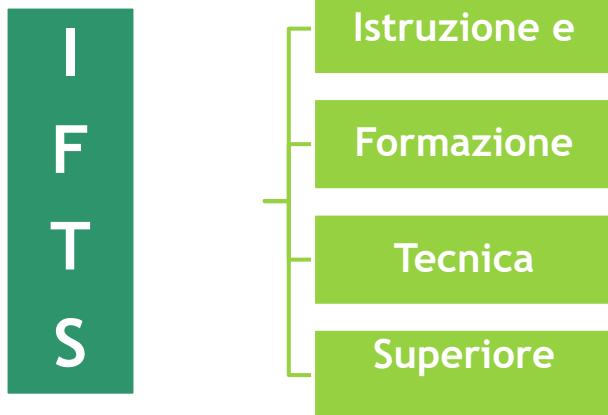 I
F
T
S
Istruzione e
Formazione
Tecnica
Superiore